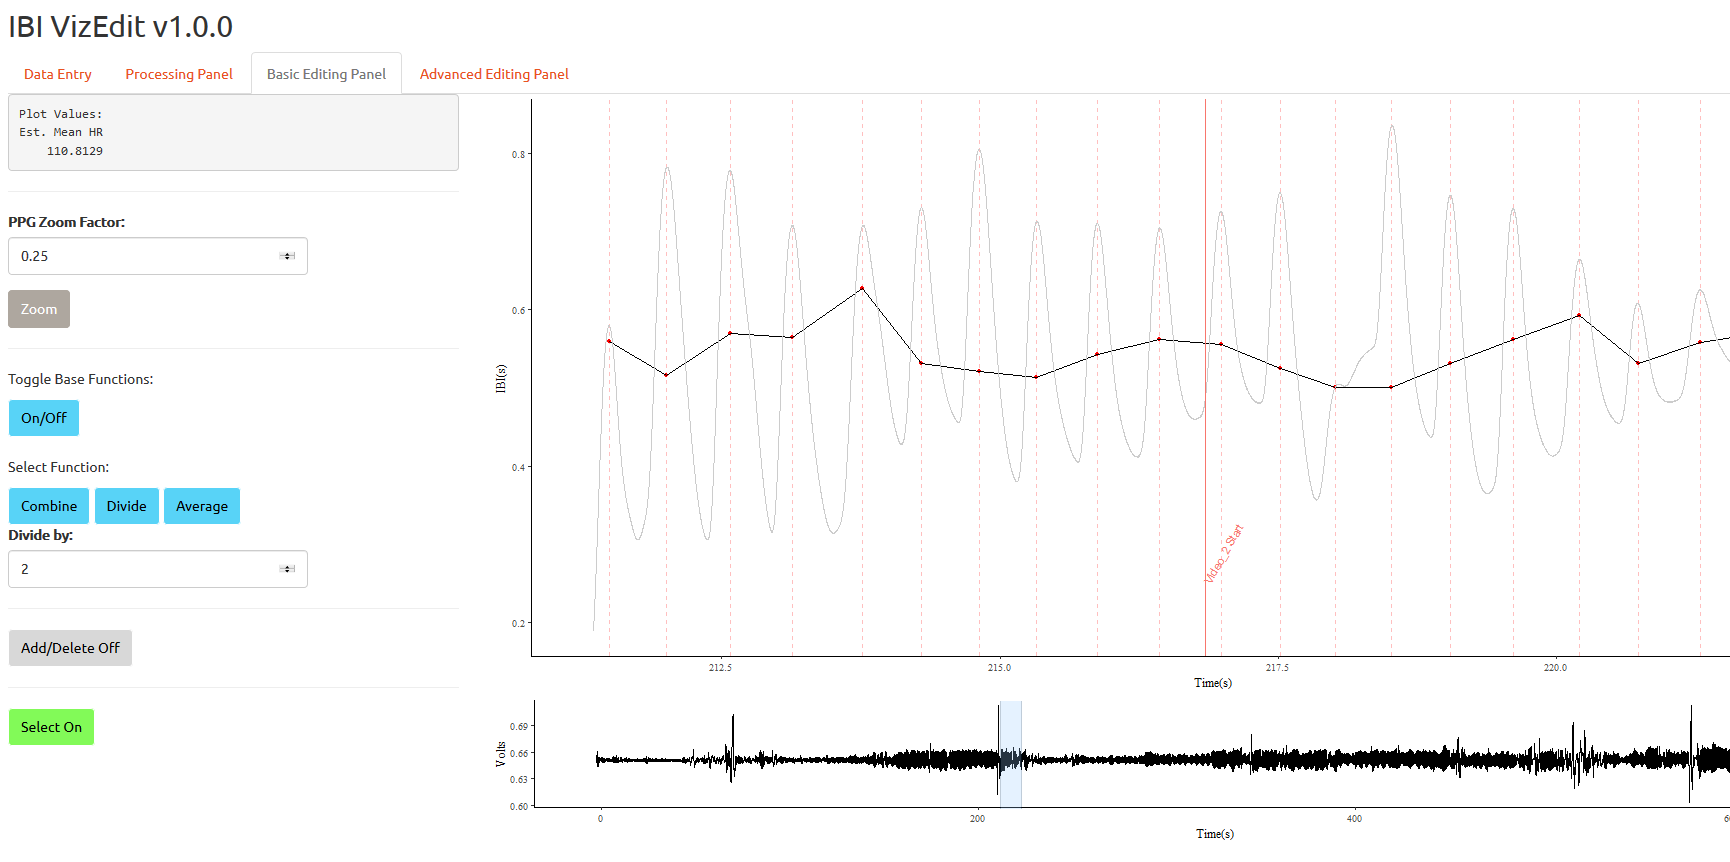 IBI VizEdit v1.0.0
Data Entry Processing Panel Basic Editing Panel Advanced Editing Panel
Plot Values:
Est. Mean HR
110.8129
PPG Zoom Factor:
0.25
Zoom
Toggle Base Functions:
On/Off
Select Function:
Combine Divide Average
Divide by:
2
Add/Delete Off
Select On
0.8
0.6
IBI(s)
0.4
0.2
Video_2 Start
212.5 215.0 217.5 220.0
Time(s)
0.69
0.66
Volts
0.63
0.60
0 200 400
Time(s)